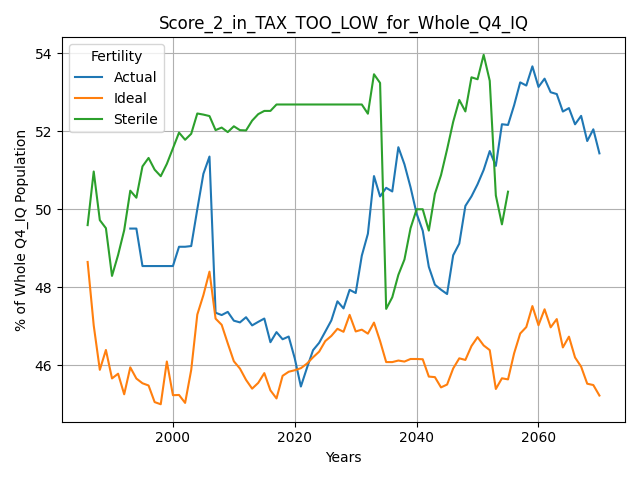 Score_2_in_TAX_TOO_LOW_for_Whole_Q4_IQ
Fertility
Actual
Ideal
Sterile
% of Whole Q4_IQ Population
54
52
50
48
46
2000
2020
2040
2060
Years